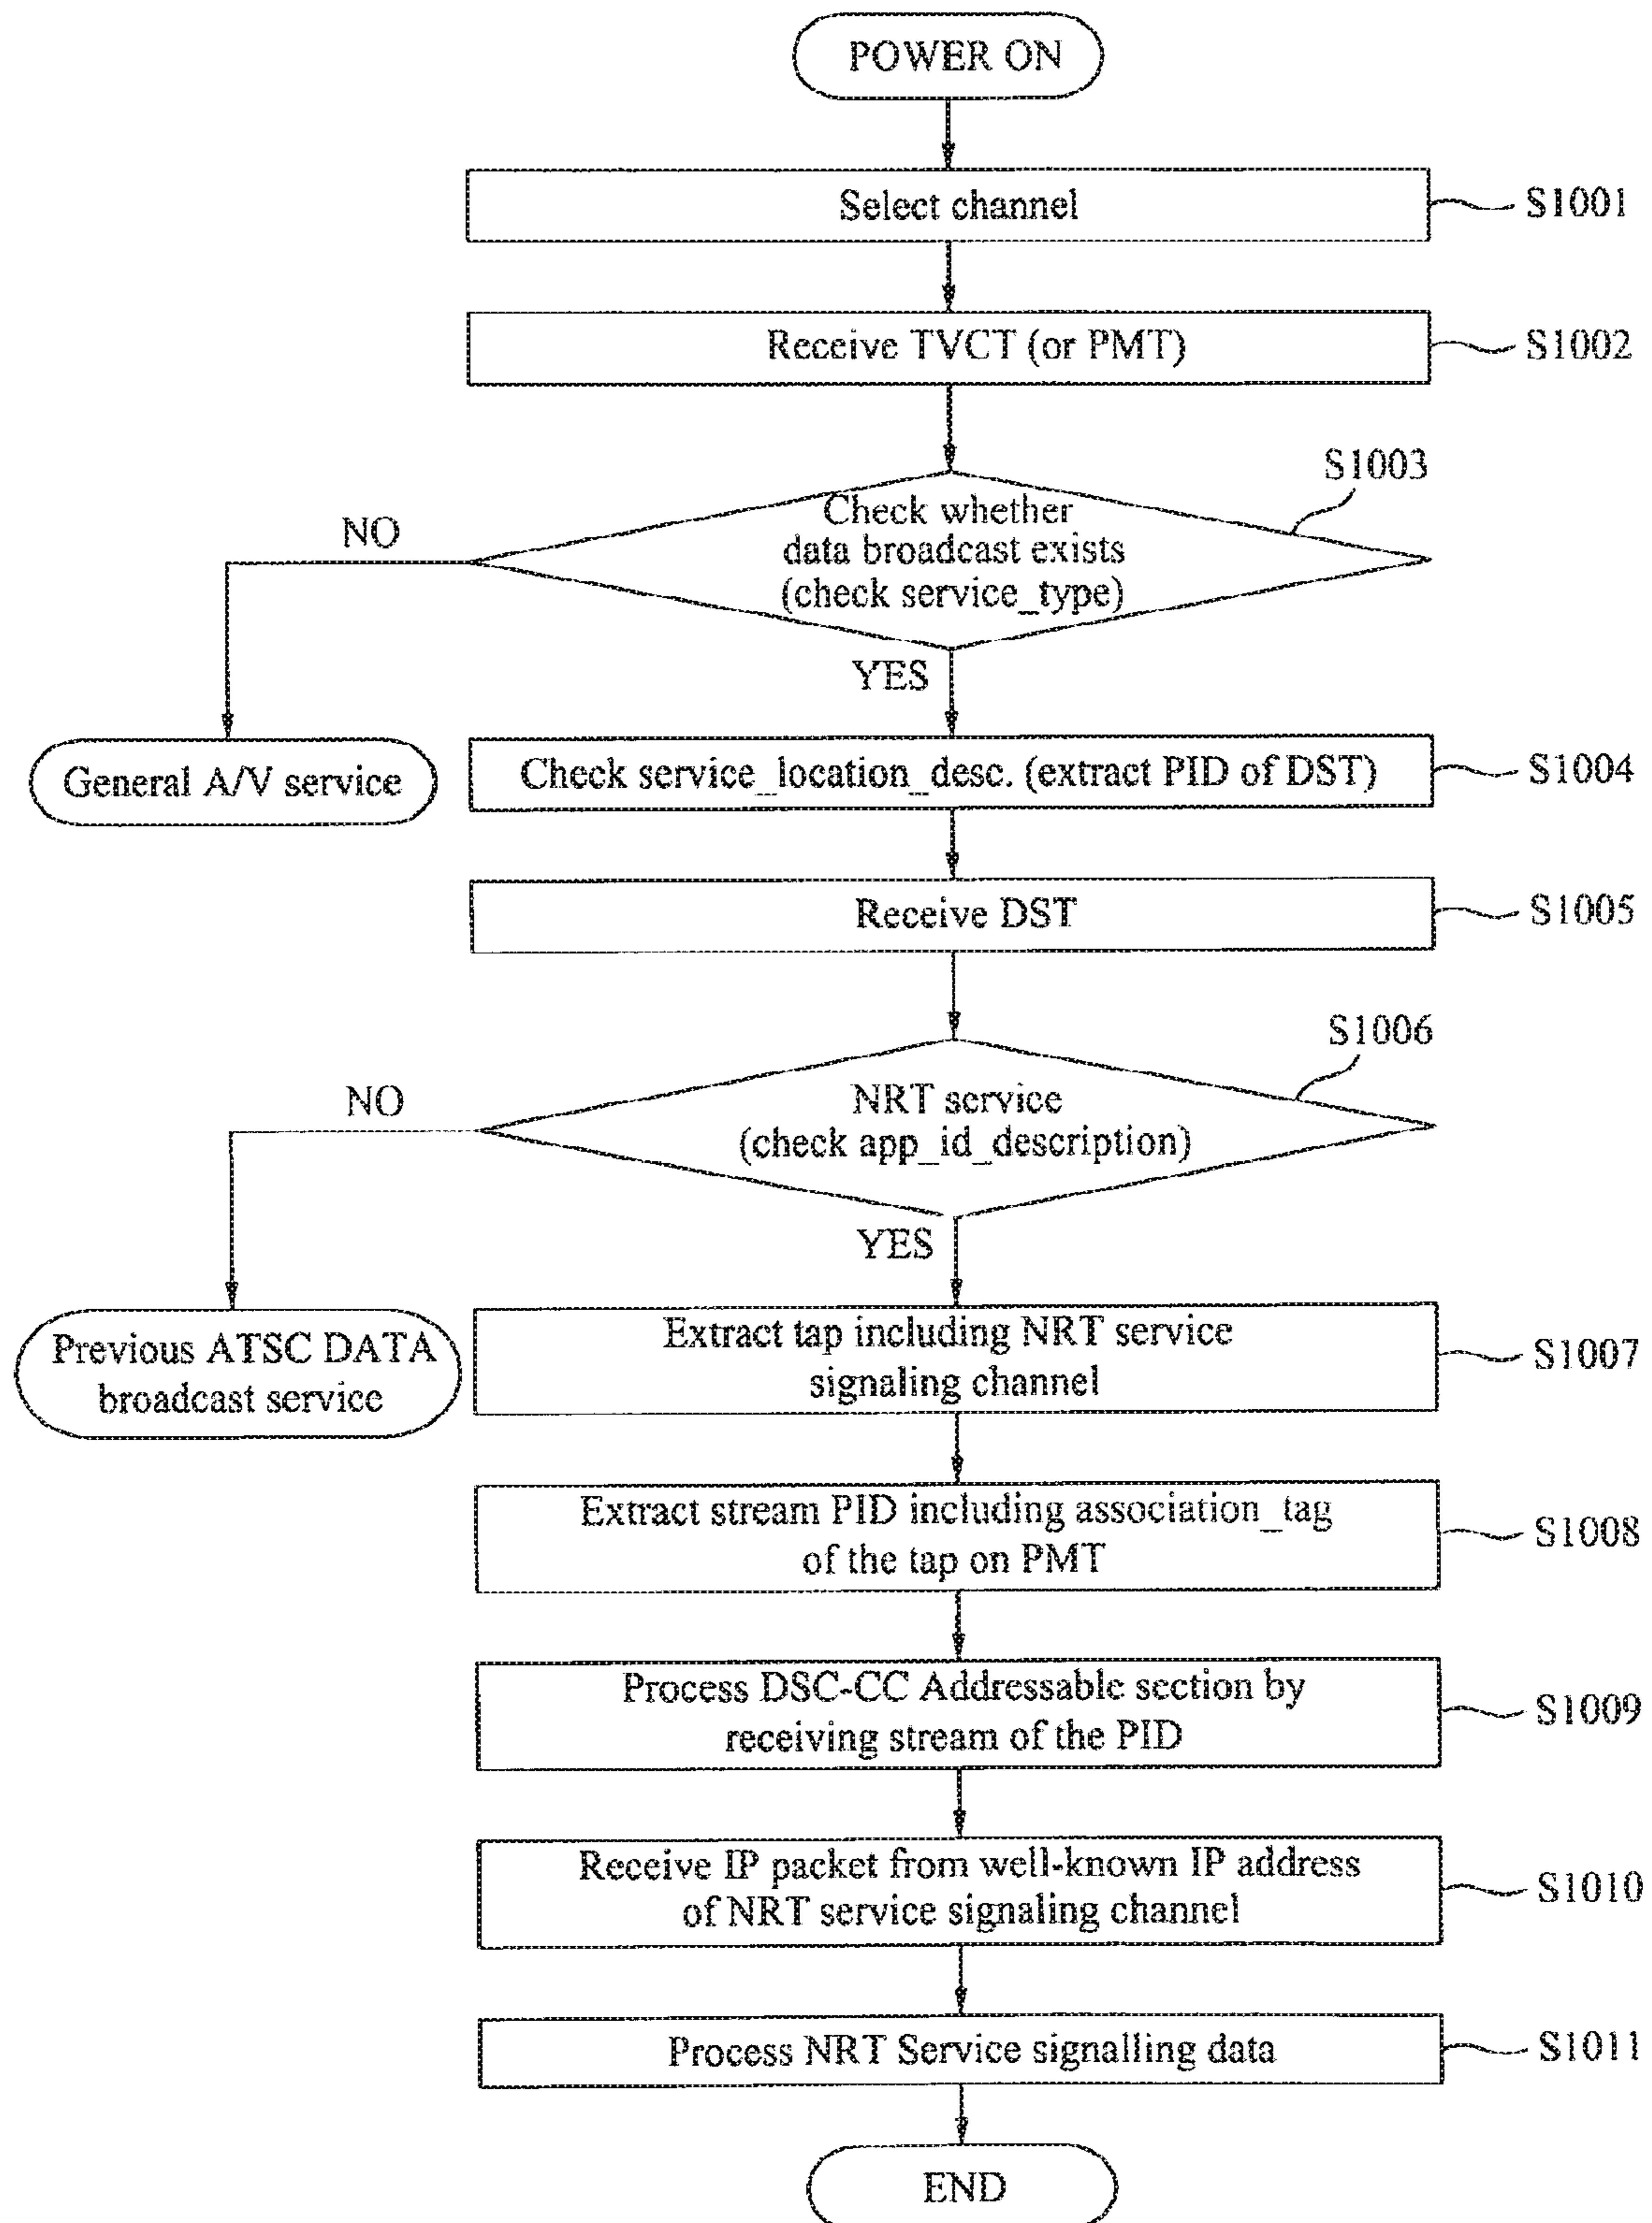 POWER ON
Select channel
S1001
Receive TVCT (or PMT)
S1002
S1003
Check whether
data broadcast exists
(check service_type)
NO
YES
General A/V service
Check service_location_desc. (extract PID of DST)
S1004
Receive DST
S1005
S1006
NRT service
(check app_id_description)
NO
YES
Previous ATSC DATA
broadcast service
Extract tap including NRT service
signaling channel
S1007
Extract stream PID including association_tag
of the tap on PMT
S1008
Process DSC-CC Addressable section by
receiving stream of the PID
S1009
Receive IP packet from well-known IP address
of NRT service signaling channel
S1010
Process NRT Service signalling data
S1011
END